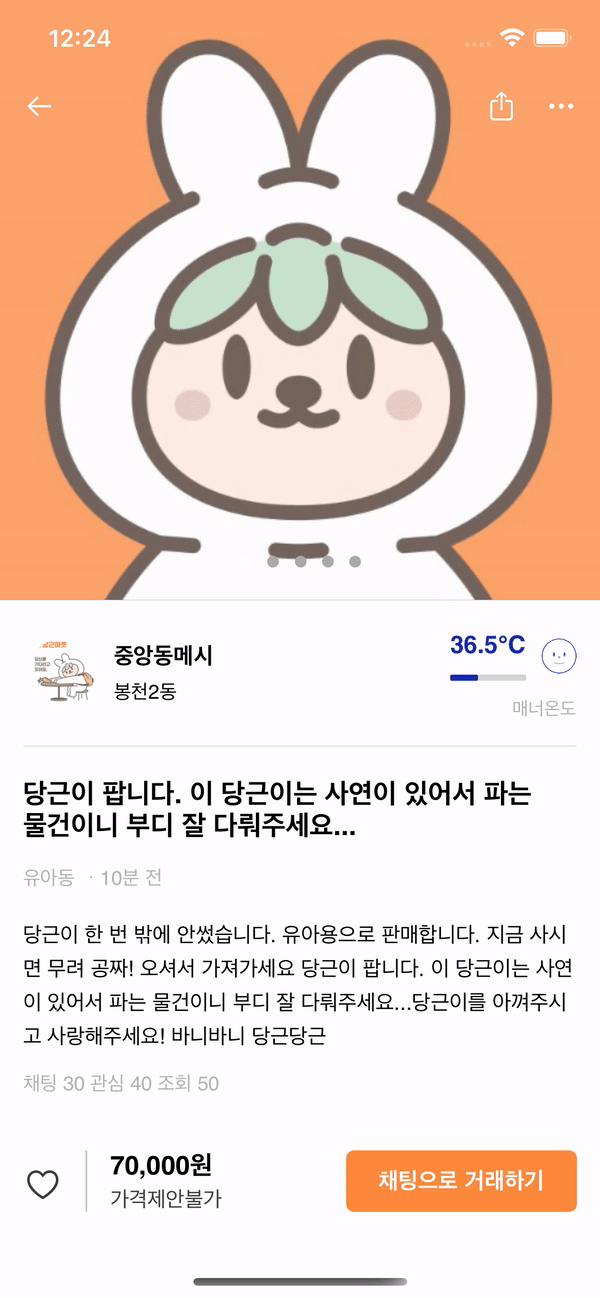 12:24
당근마켓
중앙동메시
봉천2동
36.5°C
매너온도
당근이 팝니다. 이 당근이는 사연이 있어서 파는
물건이니 부디 잘 다뤄주세요...
유아동 · 10분 전
당근이 한 번 밖에 안썼습니다. 유아용으로 판매합니다. 지금 사시
면 무려 공짜! 오셔서 가져가세요 당근이 팝니다. 이 당근이는 사연
이 있어서 파는 물건이니 부디 잘 다뤄주세요...당근이를 아껴주시
고 사랑해주세요! 바니바니 당근당근
채팅 30 관심 40 조회 50
70,000원
가격제안불가
채팅으로 거래하기